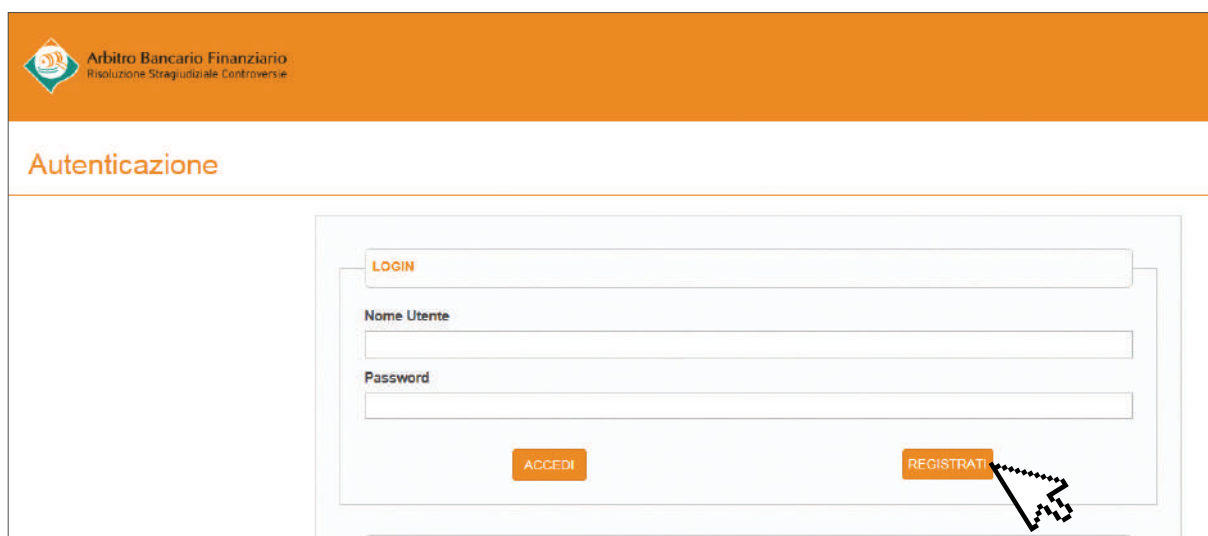 Arbitro Bancario Finanziario
Risoluzione Stragiudiziale Controversie
Autenticazione
LOGIN
Nome Utente
Password
ACCEDI
REGISTRATI